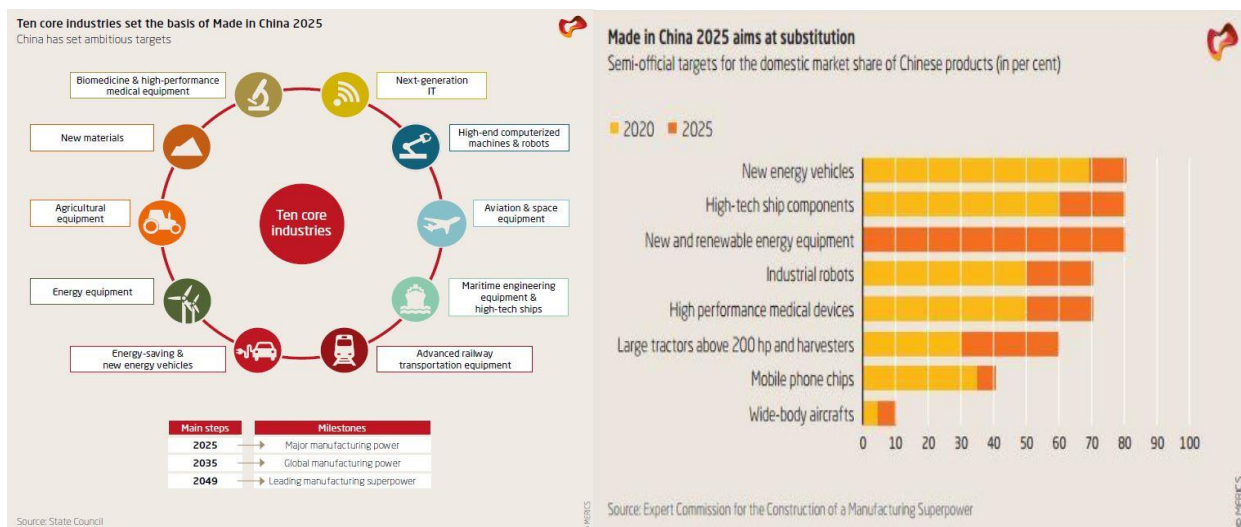 Ten core industries set the basis of Made in China 2025
China has set ambitious targets
Biomedicine & high-performance
medical equipment
Next-generation
IT
New materials
High-end computerized
machines & robots
Agricultural
equipment
Ten core
industries
Aviation & space
equipment
Energy equipment
Maritime engineering
equipment &
high-tech ships
Energy-saving &
new energy vehicles
Advanced railway
transportation equipment
Main steps Milestones
2025 Major manufacturing power
2035 Global manufacturing power
2049 Leading manufacturing superpower
Source: State Council
MERICS
Made in China 2025 aims at substitution
Semi-official targets for the domestic market share of Chinese products (in per cent)
2020 2025
New energy vehicles
High-tech ship components
New and renewable energy equipment
Industrial robots
High performance medical devices
Large tractors above 200 hp and harvesters
Mobile phone chips
Wide-body aircrafts
0 10 20 30 40 50 60 70 80 90 100
Source: Expert Commission for the Construction of a Manufacturing Superpower
MERICS